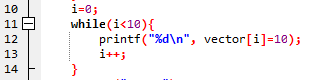 10 i=0;
11 while(i<10){
12 printf("%d\n", vector[i]=10);
13 i++;
14 }